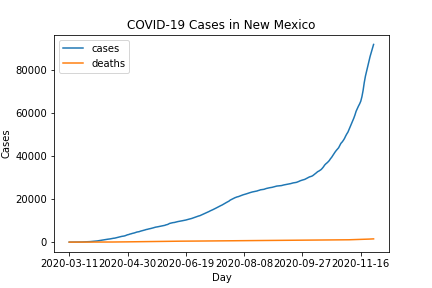 COVID-19 Cases in New Mexico
cases
deaths
80000
60000
40000
20000
0
Cases
2020-03-11 2020-04-30 2020-06-19 2020-08-08 2020-09-27 2020-11-16
Day